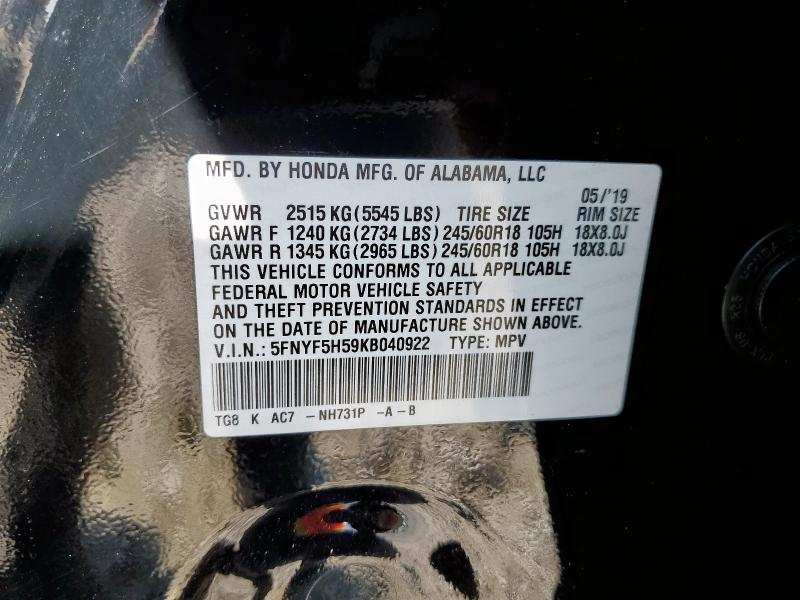 MFD. BY HONDA MFG. OF ALABAMA, LLC
05/'19
GVWR 2515 KG (5545 LBS) TIRE SIZE RIM SIZE
GAWR F 1240 KG (2734 LBS) 245/60R18 105H 18X8.0J
GAWR R 1345 KG (2965 LBS) 245/60R18 105H 18X8.0J
THIS VEHICLE CONFORMS TO ALL APPLICABLE
FEDERAL MOTOR VEHICLE SAFETY
AND THEFT PREVENTION STANDARDS IN EFFECT
ON THE DATE OF MANUFACTURE SHOWN ABOVE.
V.I.N.: 5FNYF5H59KB040922 TYPE: MPV
TG8 K AC7 -NH731P -A-B
HONDA